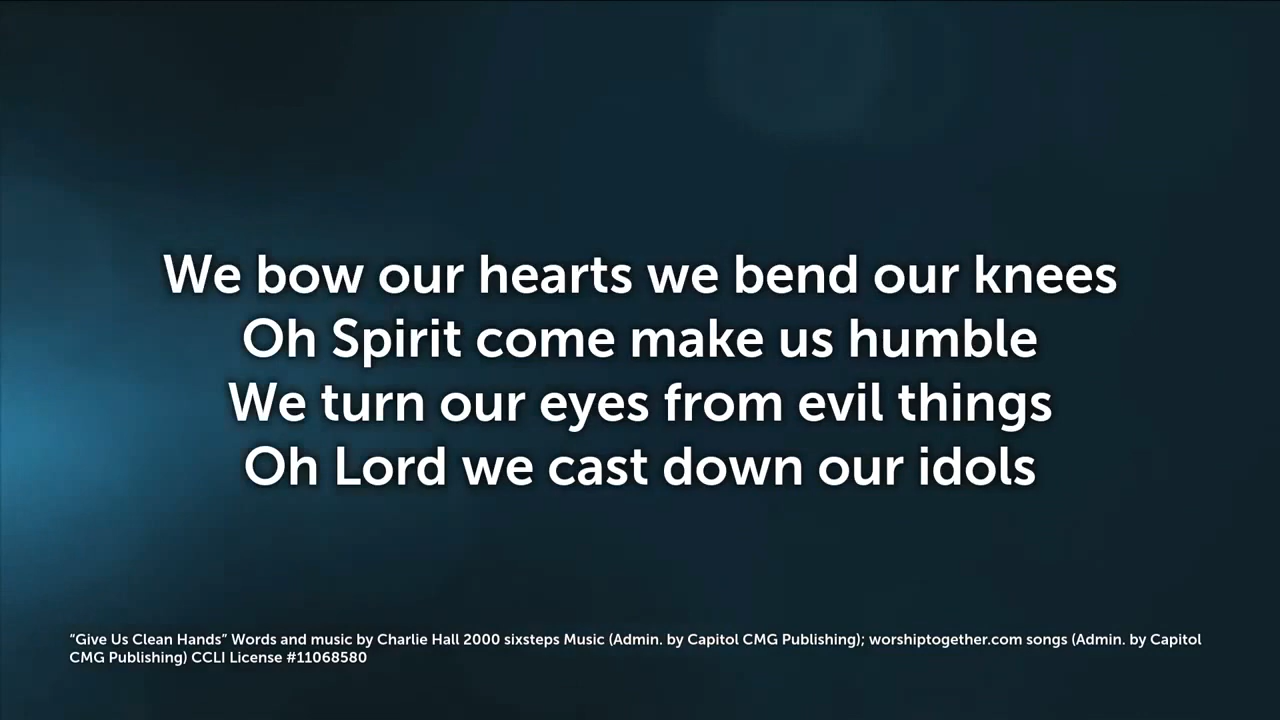 We bow our hearts we bend our knees
Oh Spirit come make us humble
We turn our eyes from evil things
Oh Lord we cast down our idols
“Give Us Clean Hands” Words and music by Charlie Hall 2000 sixsteps Music (Admin. by Capitol CMG Publishing); worshiptogether.com songs (Admin. by Capitol
CMG Publishing) CCLI License #11068580